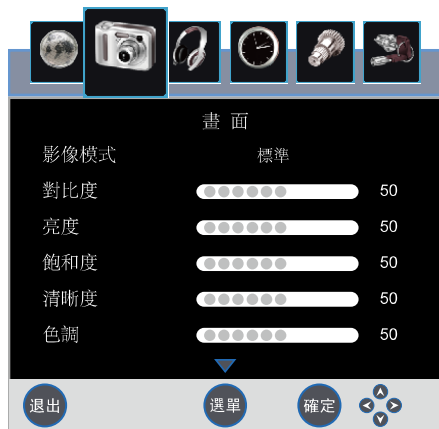 畫面
影像模式 標準
對比度 50
亮度 50
飽和度 50
清晰度 50
色調 50
退出 選單 確定